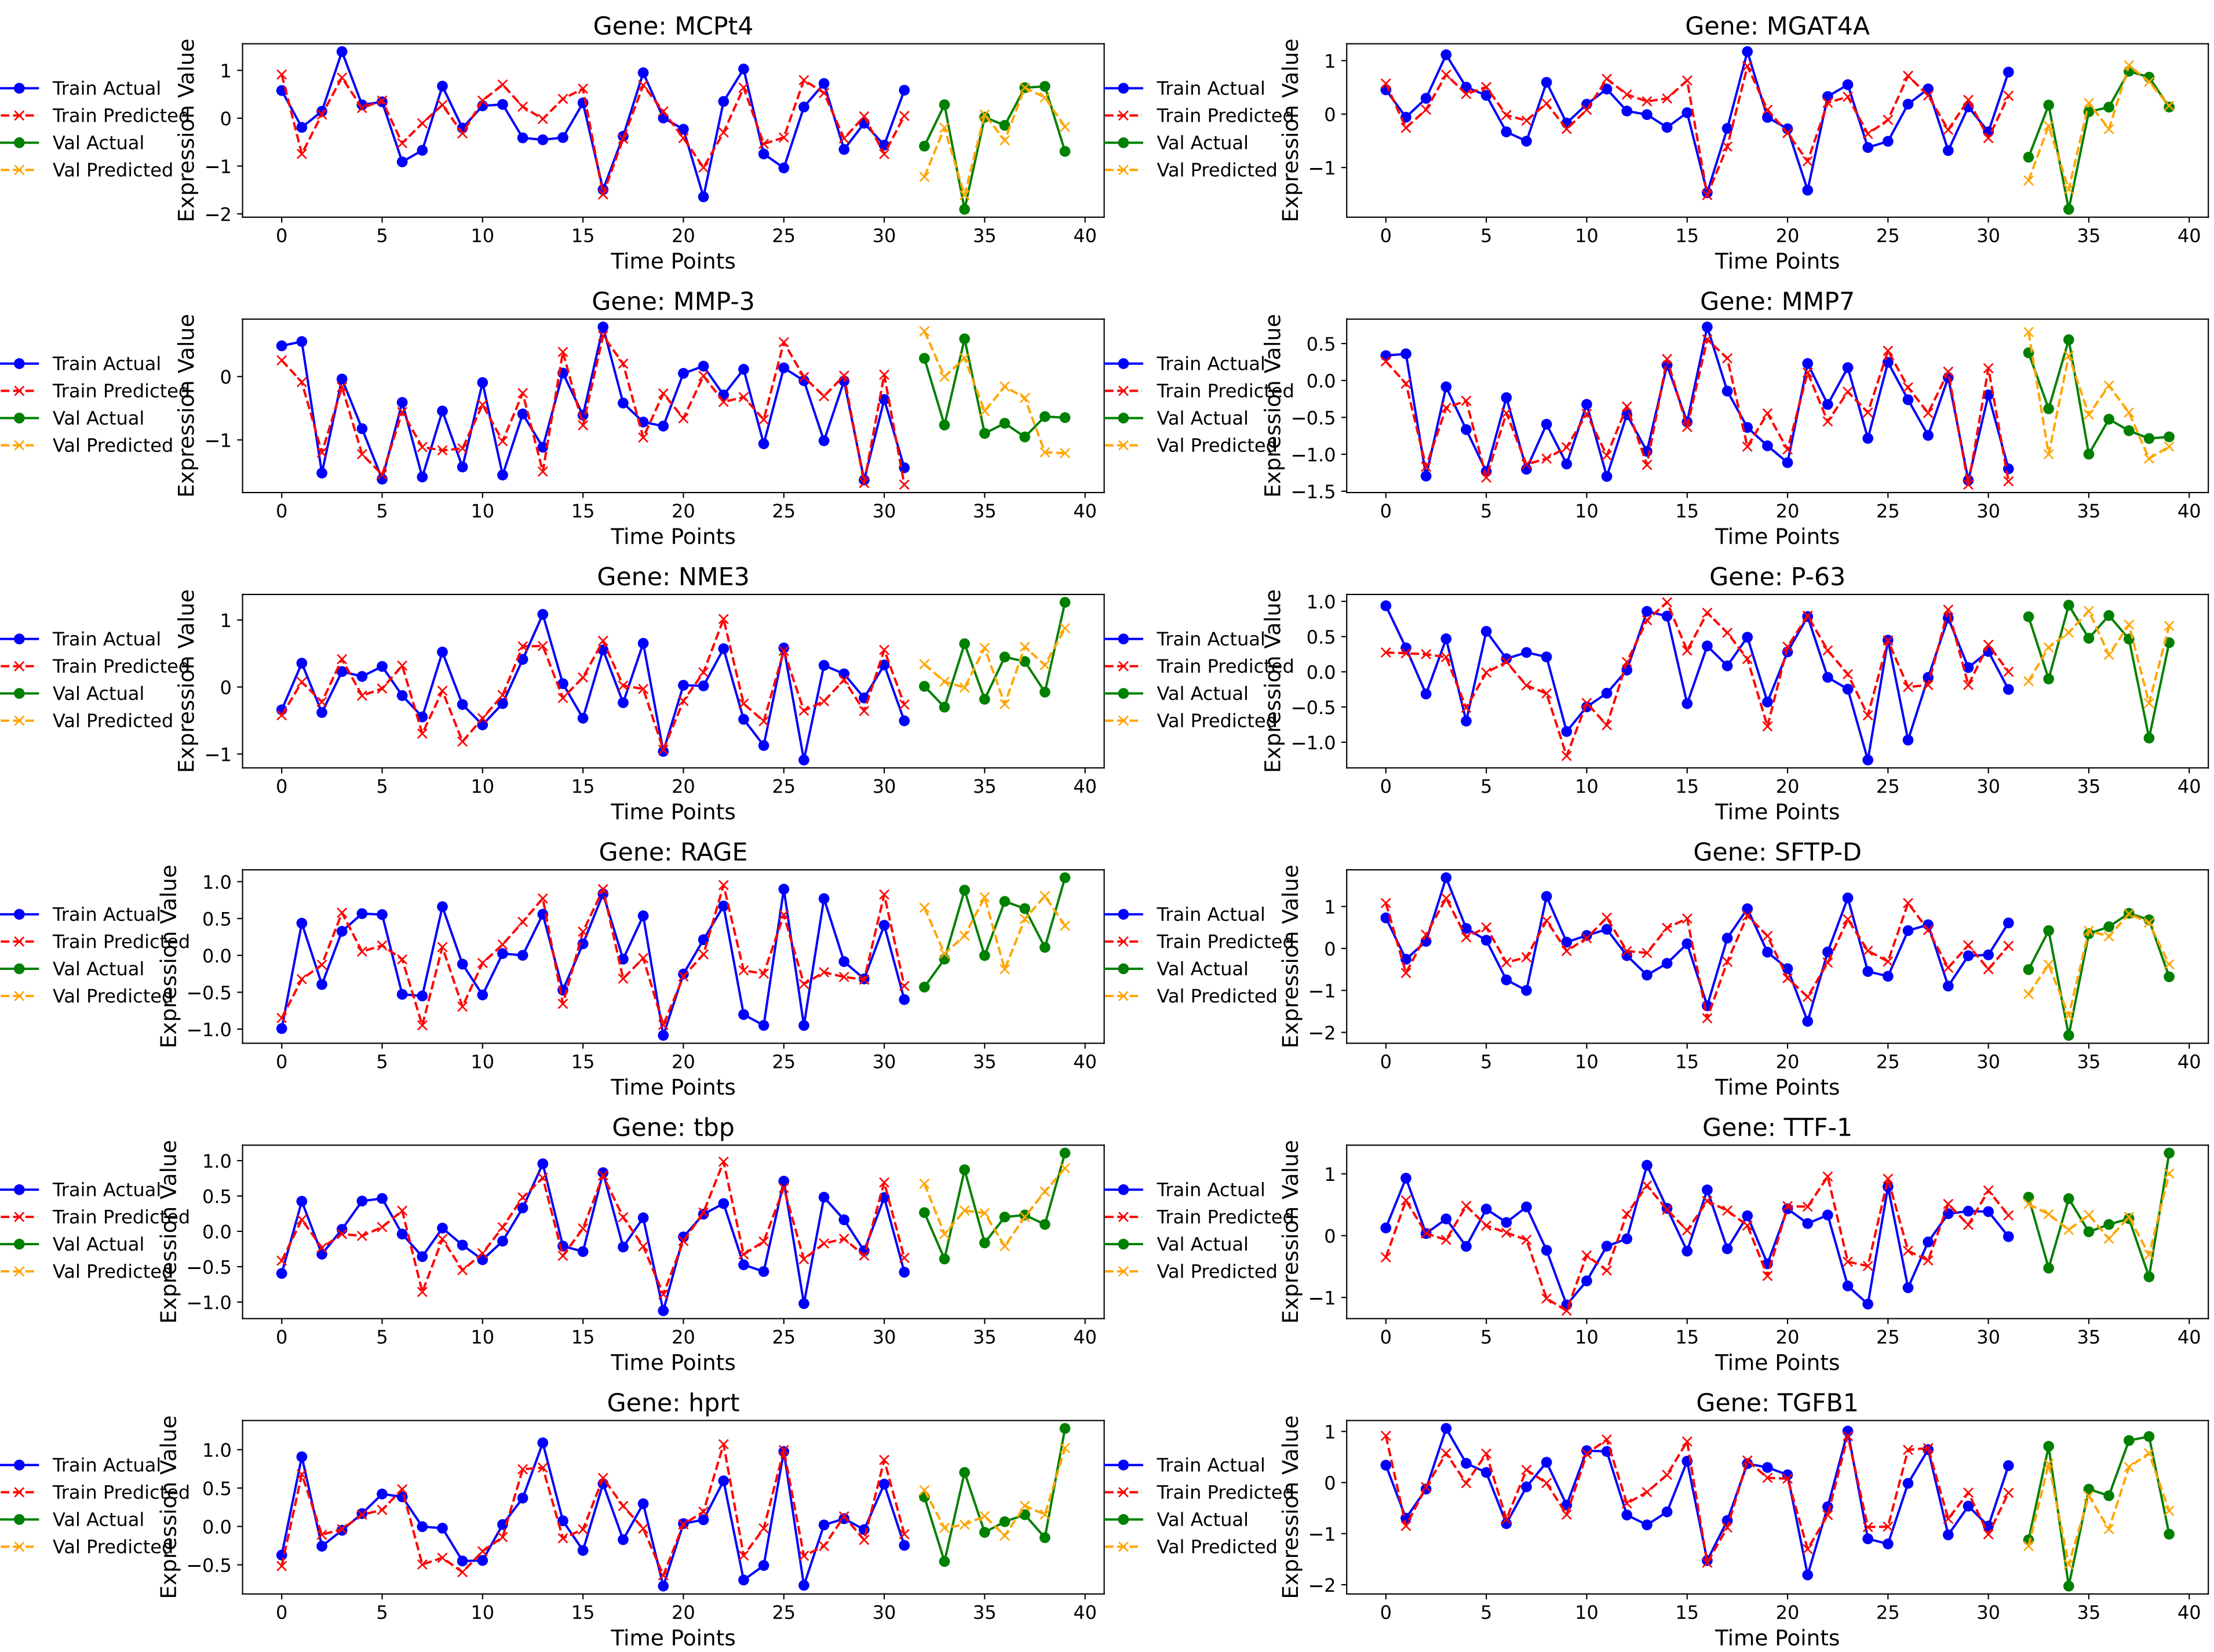 Gene: MCPt4
Expression Value
1
0
−1
−2
Train Actual
Train Predicted
Val Actual
Val Predicted
0 5 10 15 20 25 30 35 40
Time Points
Gene: MGAT4A
Expression Value
1
0
−1
Train Actual
Train Predicted
Val Actual
Val Predicted
0 5 10 15 20 25 30 35 40
Time Points
Gene: MMP-3
Expression Value
0
−1
Train Actual
Train Predicted
Val Actual
Val Predicted
0 5 10 15 20 25 30 35 40
Time Points
Gene: MMP7
Expression Value
0.5
0.0
−0.5
−1.0
−1.5
Train Actual
Train Predicted
Val Actual
Val Predicted
0 5 10 15 20 25 30 35 40
Time Points
Gene: NME3
Expression Value
1
0
−1
Train Actual
Train Predicted
Val Actual
Val Predicted
0 5 10 15 20 25 30 35 40
Time Points
Gene: P-63
Expression Value
1.0
0.5
0.0
−0.5
−1.0
Train Actual
Train Predicted
Val Actual
Val Predicted
0 5 10 15 20 25 30 35 40
Time Points
Gene: RAGE
Expression Value
1.0
0.5
0.0
−0.5
−1.0
Train Actual
Train Predicted
Val Actual
Val Predicted
0 5 10 15 20 25 30 35 40
Time Points
Gene: SFTP-D
Expression Value
1
0
−1
−2
Train Actual
Train Predicted
Val Actual
Val Predicted
0 5 10 15 20 25 30 35 40
Time Points
Gene: tbp
Expression Value
1.0
0.5
0.0
−0.5
−1.0
Train Actual
Train Predicted
Val Actual
Val Predicted
0 5 10 15 20 25 30 35 40
Time Points
Gene: TTF-1
Expression Value
1
0
−1
Train Actual
Train Predicted
Val Actual
Val Predicted
0 5 10 15 20 25 30 35 40
Time Points
Gene: hprt
Expression Value
1.0
0.5
0.0
−0.5
Train Actual
Train Predicted
Val Actual
Val Predicted
0 5 10 15 20 25 30 35 40
Time Points
Gene: TGFB1
Expression Value
1
0
−1
−2
Train Actual
Train Predicted
Val Actual
Val Predicted
0 5 10 15 20 25 30 35 40
Time Points